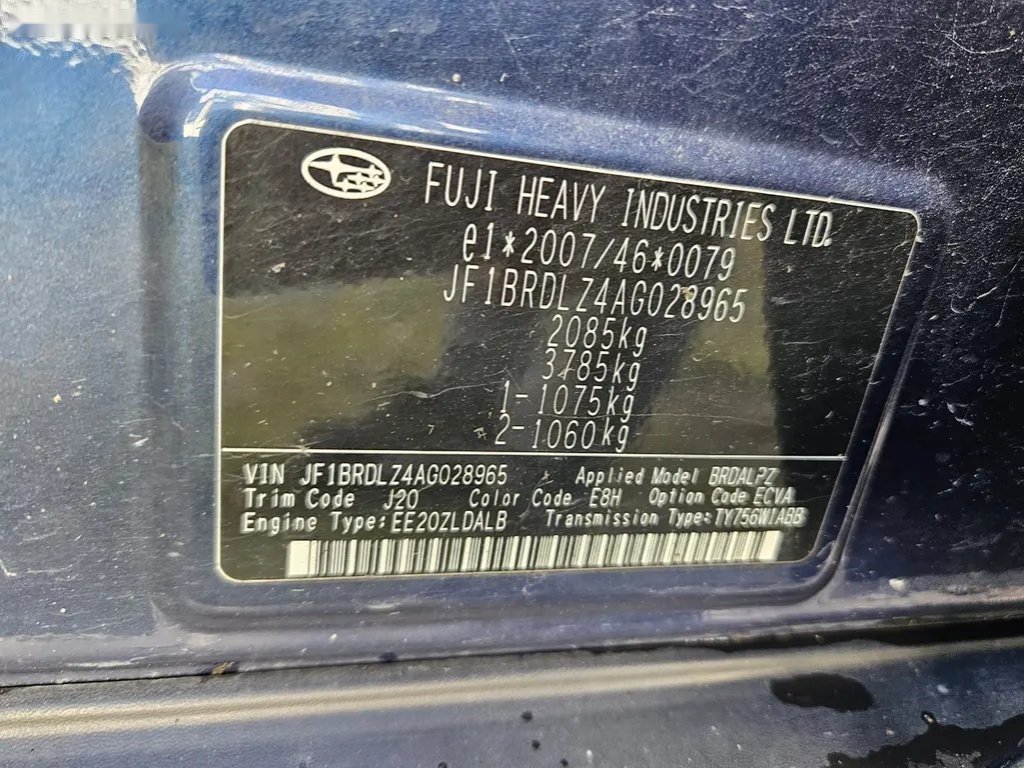 FUJI HEAVY INDUSTRIES LTD.
e1*2007/46*0079
JF1BRDLZ4AG028965
2085kg
3785kg
1-1075kg
2-1060kg
VIN JF1BRDLZ4AG028965 Applied Model BRDALPZ
Trim Code J20 Color Code E8H Option Code ECVA
Engine Type:EE20ZLDALB Transmission Type:TY756W1ABB